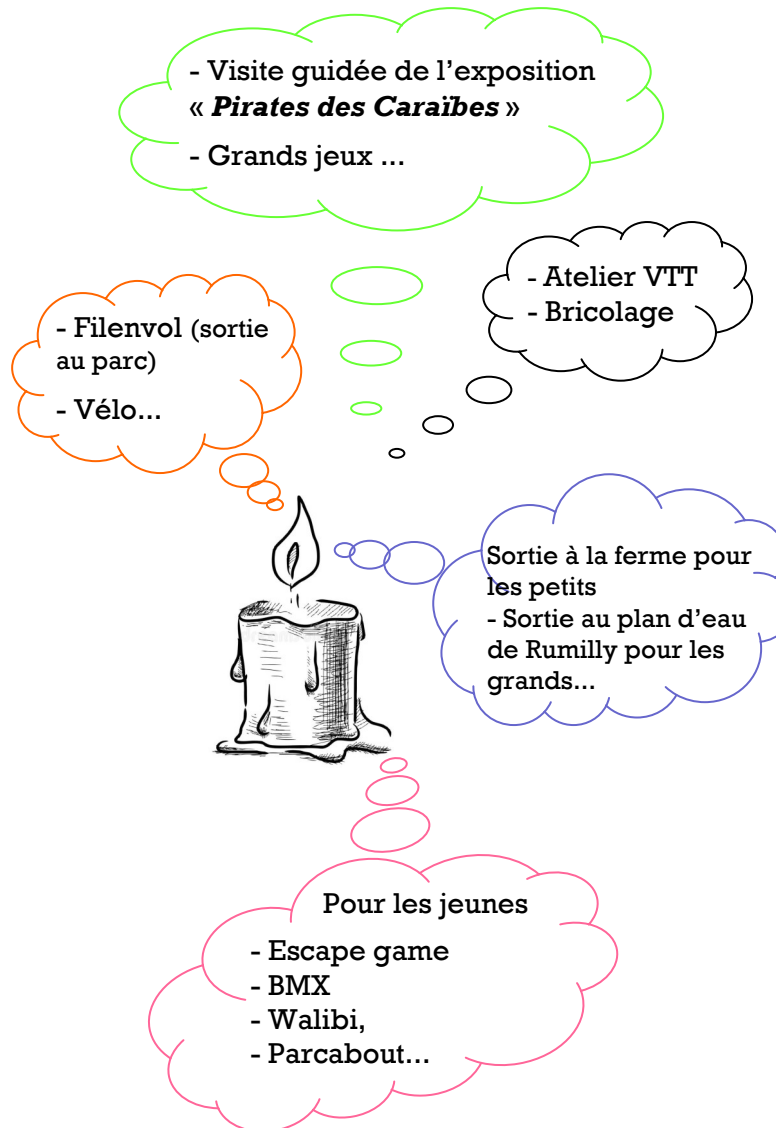 - Visite guidée de l’exposition
« Pirates des Caraïbes »
- Grands jeux ...
- Atelier VTT
- Bricolage
- Filenvol (sortie
au parc)
- Vélo...
Sortie à la ferme pour
les petits
- Sortie au plan d’eau
de Rumilly pour les
grands...
Pour les jeunes
- Escape game
- BMX
- Walibi,
- Parcabout...